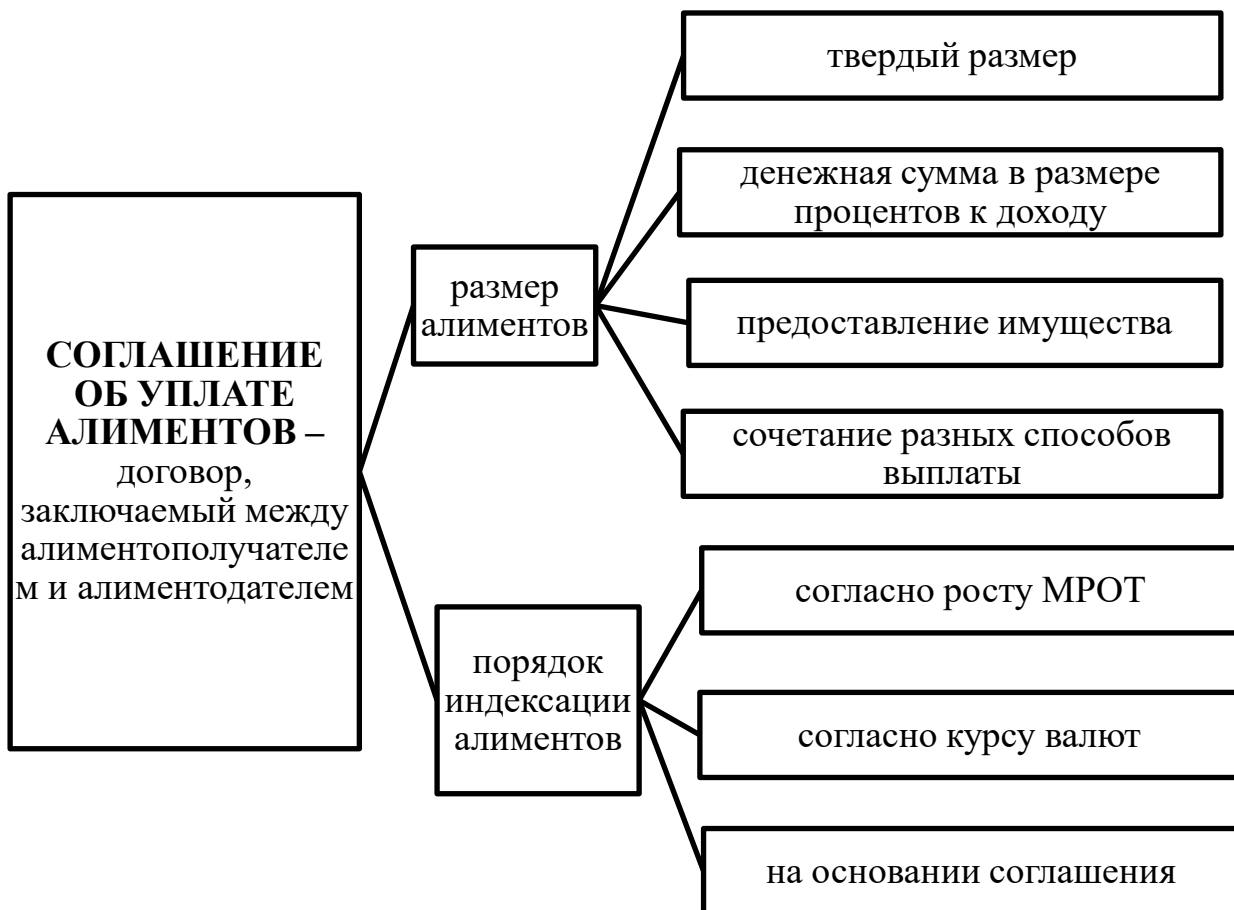 СОГЛАШЕНИЕ
ОБ УПЛАТЕ
АЛИМЕНТОВ –
договор,
заключаемый между
алиментополучателе
м и алиментодателем
размер
алиментов
твердый размер
денежная сумма в размере
процентов к доходу
предоставление имущества
сочетание разных способов
выплаты
порядок
индексации
алиментов
согласно росту МРОТ
согласно курсу валют
на основании соглашения